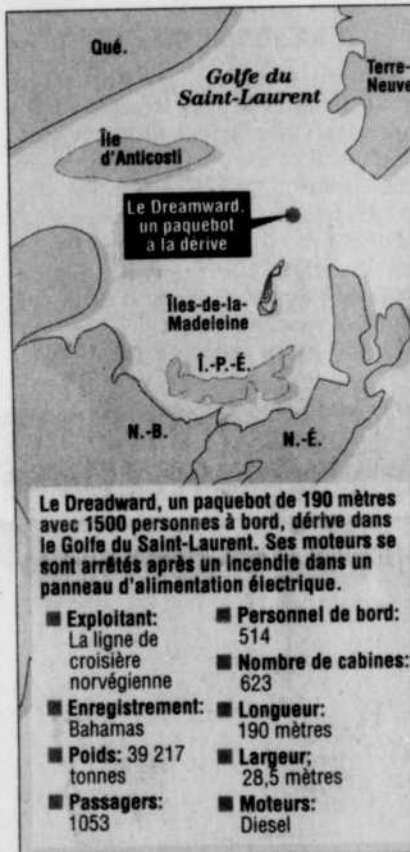 Qué.
Golfe du
Saint-Laurent
Terre-
Neuve
Île
d'Anticosti
Le Dreamward,
un paquebot
à la dérive
Îles-de-la-
Madeleine
Î.-P.-É.
N.-B.
N.-É.
Le Dreadward, un paquebot de 190 mètres
avec 1500 personnes à bord, dérive dans
le Golfe du Saint-Laurent. Ses moteurs se
sont arrêtés après un incendie dans un
panneau d'alimentation électrique.
■ Exploitant:
La ligne de
croisière
norvégienne
■ Enregistrement:
Bahamas
■ Poids: 39 217
tonnes
■ Passagers:
1053
■ Personnel de bord:
514
■ Nombre de cabines:
623
■ Longueur:
190 mètres
■ Largeur;
28,5 mètres
■ Moteurs:
Diesel